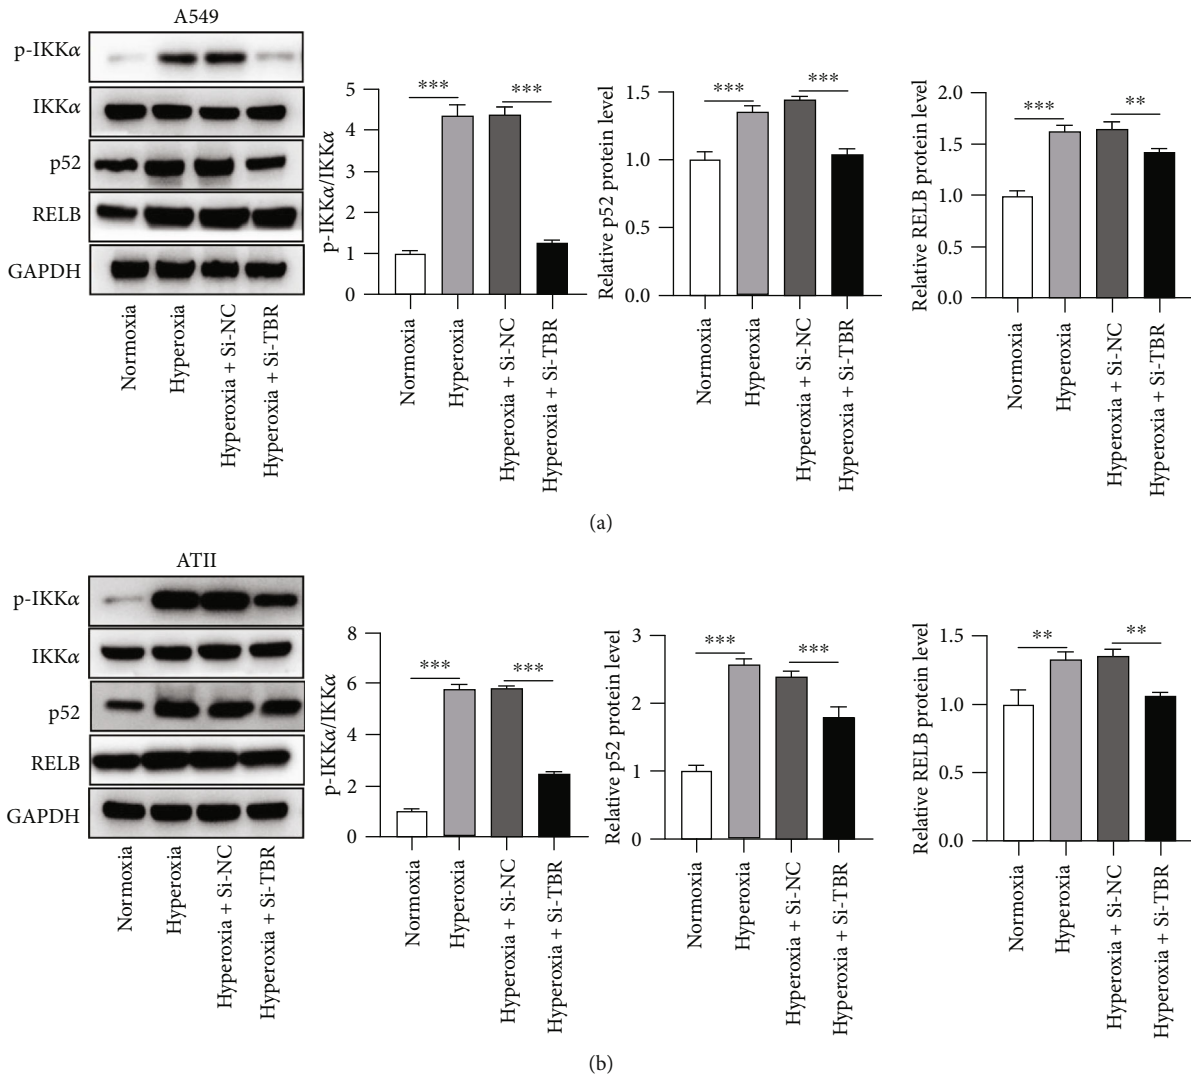 A549
p-IKKα
IKKα
p52
RELB
GAPDH
Normoxia
Hyperoxia
Hyperoxia + Si-NC
Hyperoxia + Si-TBR
p-IKKα/IKKα
5
4
3
2
1
0
***
***
Normoxia
Hyperoxia
Hyperoxia + Si-NC
Hyperoxia + Si-TBR
Relative p52 protein level
1.5
1.0
0.5
0.0
***
***
Normoxia
Hyperoxia
Hyperoxia + Si-NC
Hyperoxia + Si-TBR
Relative RELB protein level
2.0
1.5
1.0
0.5
0.0
***
**
Normoxia
Hyperoxia
Hyperoxia + Si-NC
Hyperoxia + Si-TBR
(a)
ATII
p-IKKα
IKKα
p52
RELB
GAPDH
Normoxia
Hyperoxia
Hyperoxia + Si-NC
Hyperoxia + Si-TBR
p-IKKα/IKKα
8
6
4
2
0
***
***
Normoxia
Hyperoxia
Hyperoxia + Si-NC
Hyperoxia + Si-TBR
Relative p52 protein level
3
2
1
0
***
***
Normoxia
Hyperoxia
Hyperoxia + Si-NC
Hyperoxia + Si-TBR
Relative RELB protein level
1.5
1.0
0.5
0.0
**
**
Normoxia
Hyperoxia
Hyperoxia + Si-NC
Hyperoxia + Si-TBR
(b)